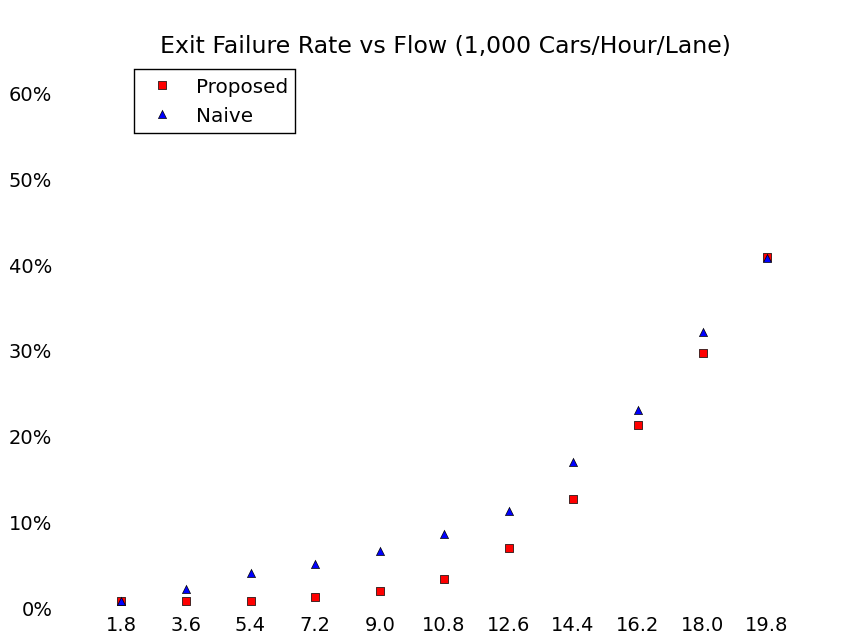 Exit Failure Rate vs Flow (1,000 Cars/Hour/Lane)
Proposed
Naive
60%
50%
40%
30%
20%
10%
0%
1.8 3.6 5.4 7.2 9.0 10.8 12.6 14.4 16.2 18.0 19.8